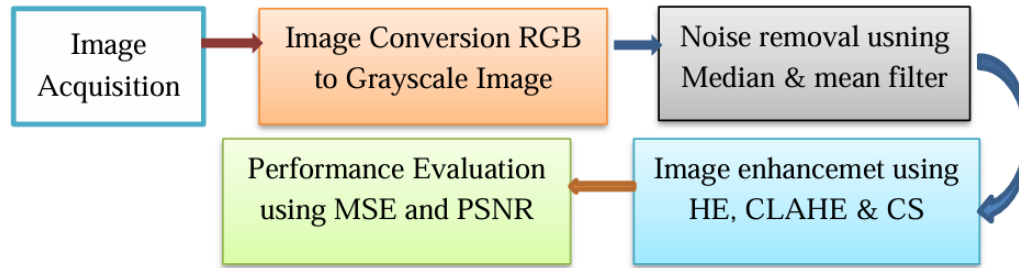 Image
Acquisition
Image Conversion RGB
to Grayscale Image
Noise removal usning
Median & mean filter
Image enhancemet using
HE, CLAHE & CS
Performance Evaluation
using MSE and PSNR